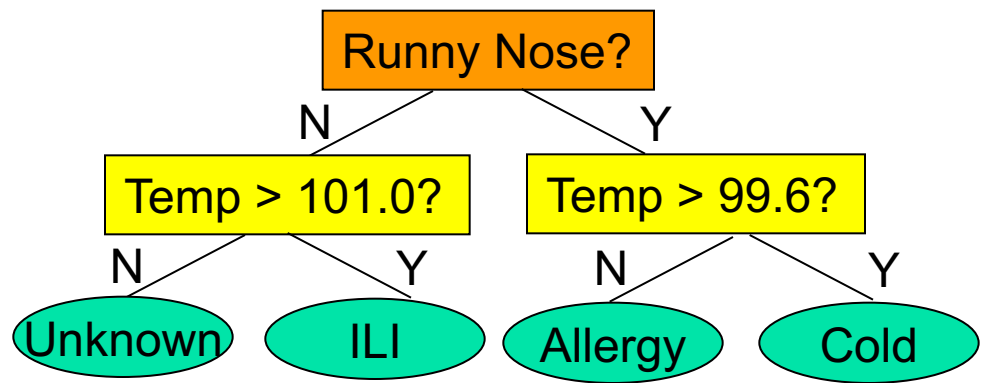 Runny Nose?
N
Y
Temp > 101.0?
Temp > 99.6?
N
Y
N
Y
Unknown
ILI
Allergy
Cold